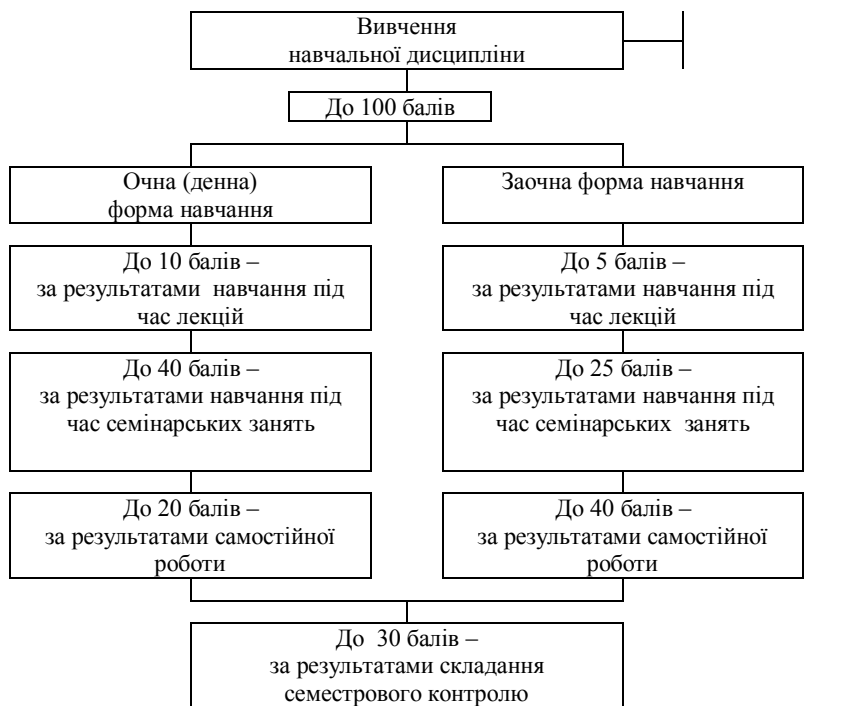 Вивчення
навчальної дисципліни
До 100 балів
Очна (денна)
форма навчання
Заочна форма навчання
До 10 балів –
за результатами навчання під
час лекцій
До 5 балів –
за результатами навчання під
час лекцій
До 40 балів –
за результатами навчання під
час семінарських занять
До 25 балів –
за результатами навчання під
час семінарських занять
До 20 балів –
за результатами самостійної
роботи
До 40 балів –
за результатами самостійної
роботи
До 30 балів –
за результатами складання
семестрового контролю